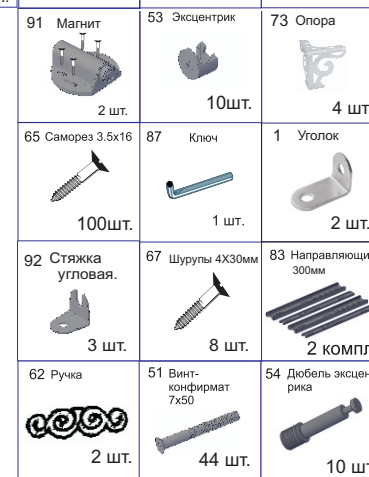 91 Магнит
2 шт.
53 Эксцентрик
10шт.
73 Опора
4 шт
65 Саморез 3.5х16
100шт.
87 Ключ
1 шт.
1 Уголок
2 шт.
92 Стяжка
угловая.
3 шт.
67 Шурупы 4Х30мм
8 шт.
83 Направляющи
300мм
2 компл
62 Ручка
2 шт.
51 Винт-
конфирмат
7х50
44 шт.
54 Дюбель эксцен
рика
10 шт